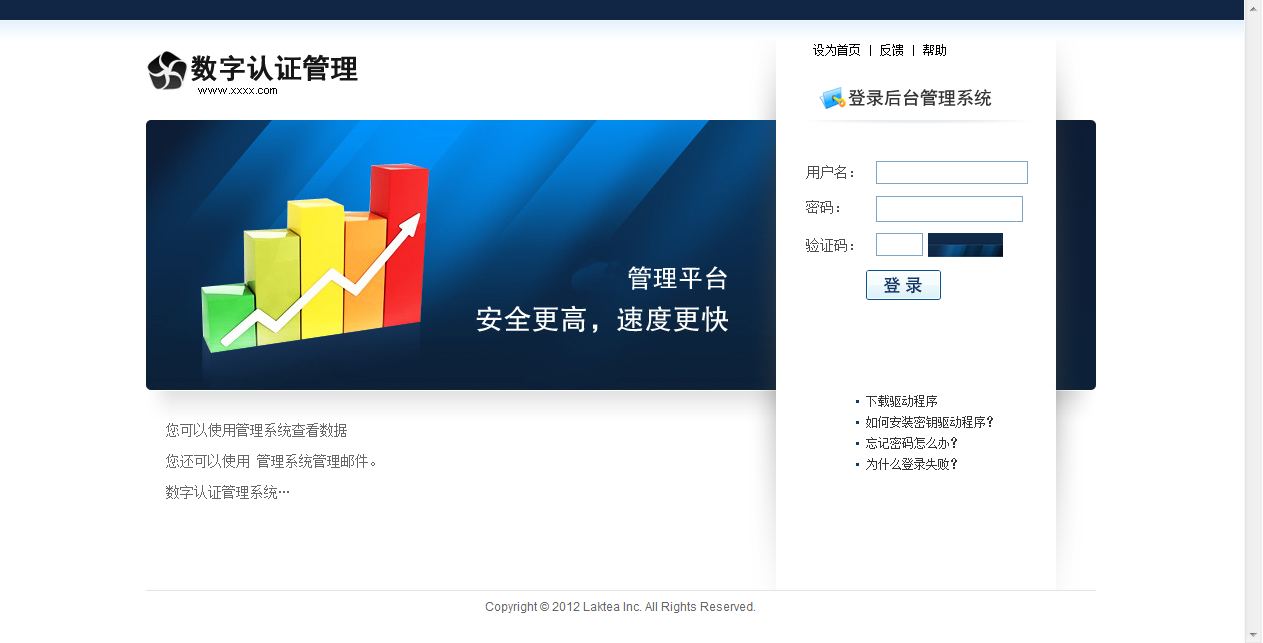 设为首页 | 反馈 | 帮助
数字认证管理
www.xxxx.com
登录后台管理系统
用户名：
密码：
验证码：
登 录
管理平台
安全更高，速度更快
下载驱动程序
如何安装密钥驱动程序？
忘记密码怎么办？
为什么登录失败？
您可以使用管理系统查看数据
您还可以使用 管理系统管理邮件。
数字认证管理系统…
Copyright © 2012 Laktea Inc. All Rights Reserved.